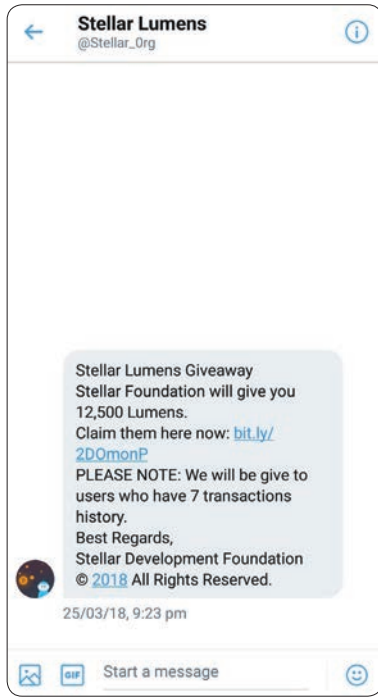 Stellar Lumens
@Stellar_0rg
Stellar Lumens Giveaway
Stellar Foundation will give you
12,500 Lumens.
Claim them here now: bit.ly/
2DOmonP
PLEASE NOTE: We will be give to
users who have 7 transactions
history.
Best Regards,
Stellar Development Foundation
© 2018 All Rights Reserved.
25/03/18, 9:23 pm
GIF
Start a message